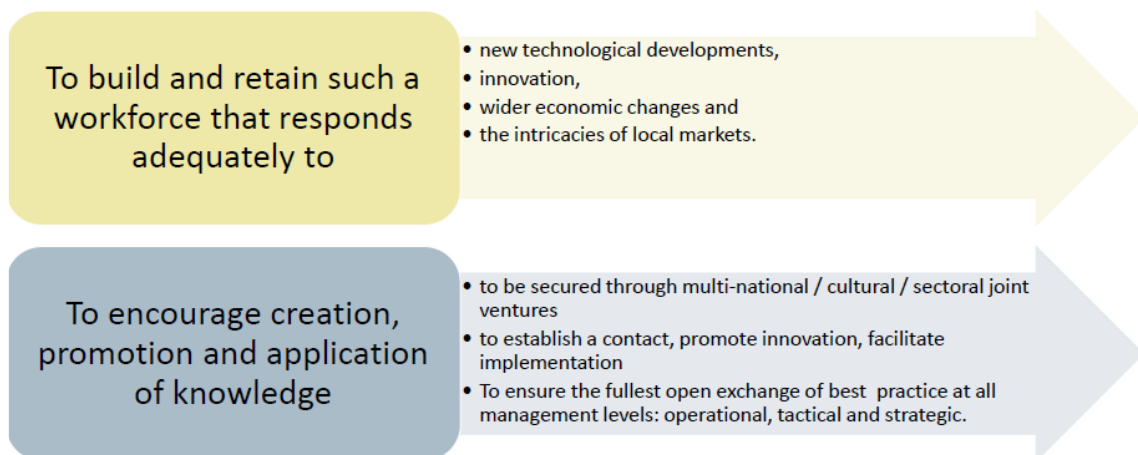 To build and retain such a
workforce that responds
adequately to
• new technological developments,
• innovation,
• wider economic changes and
• the intricacies of local markets.
To encourage creation,
promotion and application
of knowledge
• to be secured through multi-national / cultural / sectoral joint
ventures
• to establish a contact, promote innovation, facilitate
implementation
• To ensure the fullest open exchange of best  practice at all
management levels: operational, tactical and strategic.